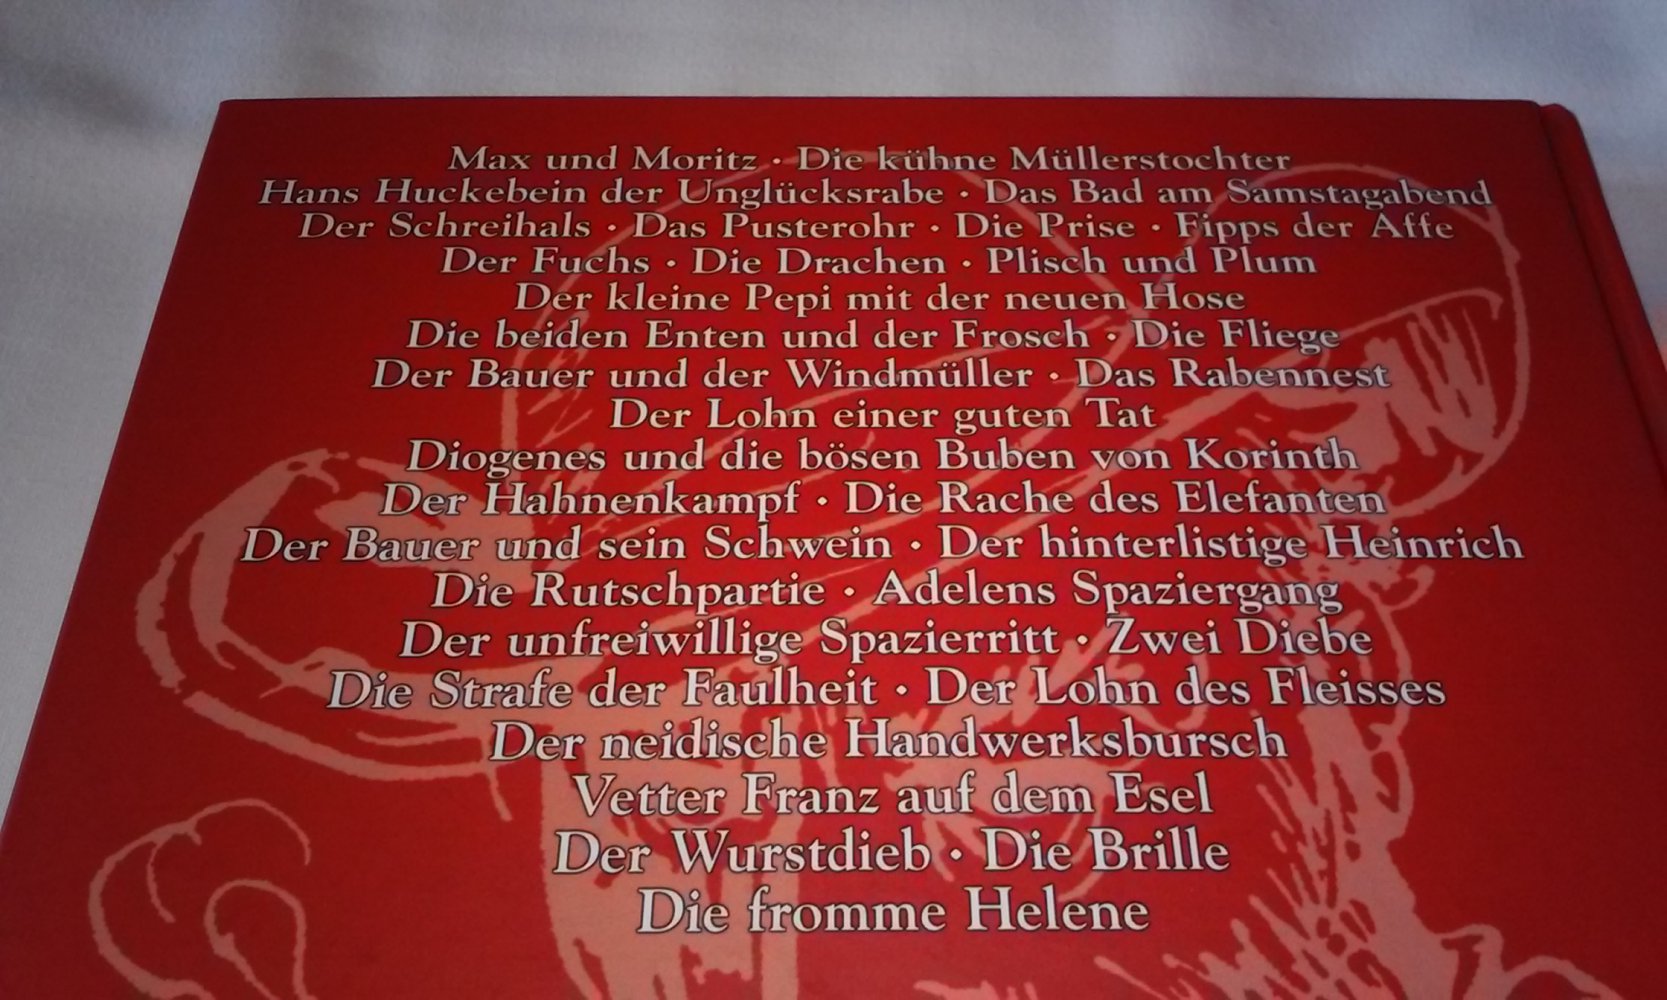 Max und Moritz · Die kühne Müllerstochter
Hans Huckebein der Unglücksrabe · Das Bad am Samstagabend
Der Schreihals · Das Pusterohr · Die Prise · Fipps der Affe
Der Fuchs · Die Drachen · Plisch und Plum
Der kleine Pepi mit der neuen Hose
Die beiden Enten und der Frosch · Die Fliege
Der Bauer und der Windmüller · Das Rabennest
Der Lohn einer guten Tat
Diogenes und die bösen Buben von Korinth
Der Hahnenkampf · Die Rache des Elefanten
Der Bauer und sein Schwein · Der hinterlistige Heinrich
Die Rutschpartie · Adelens Spaziergang
Der unfreiwillige Spazierritt · Zwei Diebe
Die Strafe der Faulheit · Der Lohn des Fleisses
Der neidische Handwerksbursch
Vetter Franz auf dem Esel
Der Wurstdieb · Die Brille
Die fromme Helene